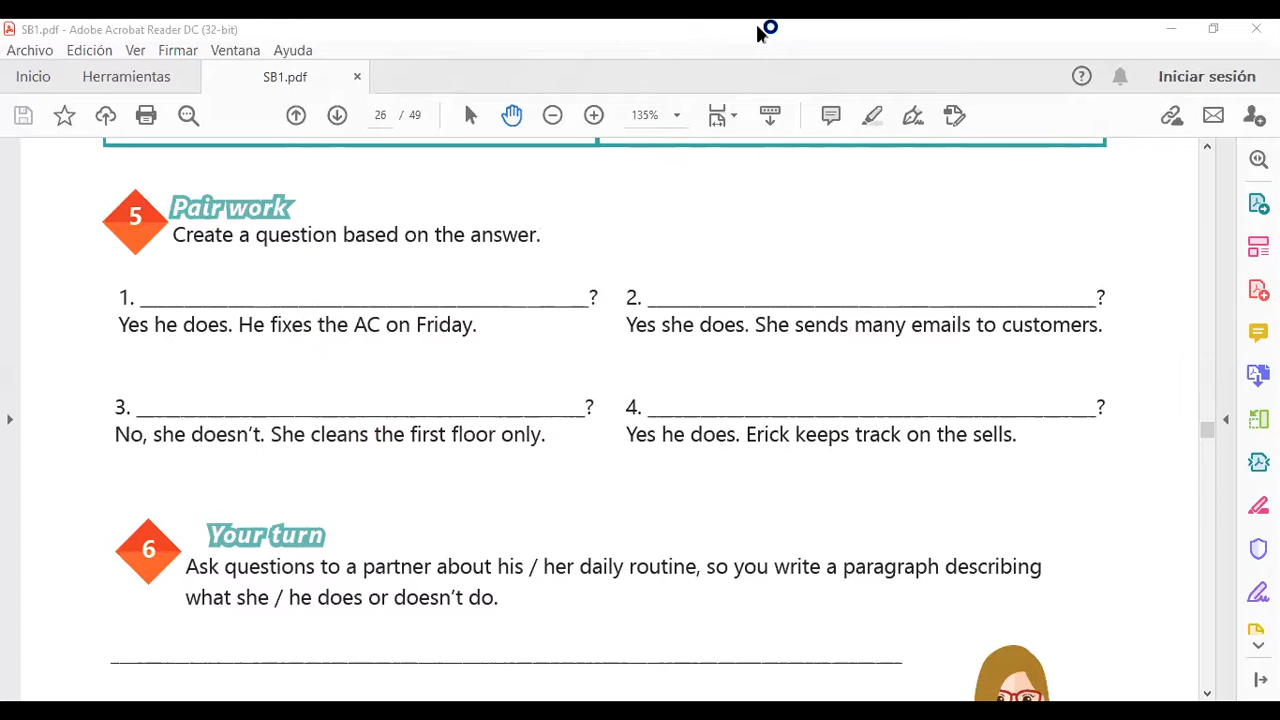 SB1.pdf - Adobe Acrobat Reader DC (32-bit)
Archivo Edición Ver Firmar Ventana Ayuda
Inicio Herramientas SB1.pdf × Iniciar sesión
26 / 49 135%
5 Pair work
Create a question based on the answer.
1. ______________________________________________? 2. ______________________________________________?
Yes he does. He fixes the AC on Friday. Yes she does. She sends many emails to customers.
3. ______________________________________________? 4. ______________________________________________?
No, she doesn't. She cleans the first floor only. Yes he does. Erick keeps track on the sells.
6 Your turn
Ask questions to a partner about his / her daily routine, so you write a paragraph describing
what she / he does or doesn't do.